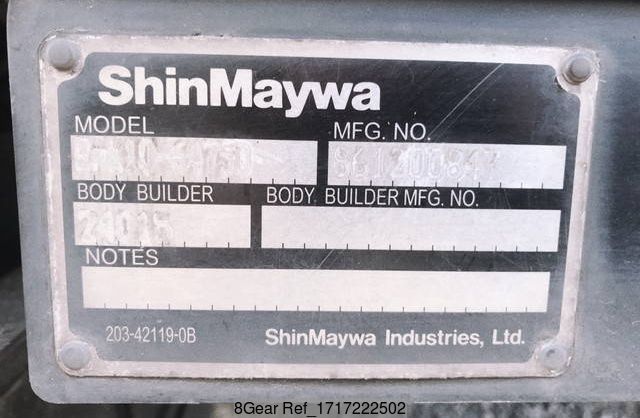 ShinMaywa
MODEL MFG. NO.
BODY BUILDER BODY BUILDER MFG. NO.
24015
NOTES
203-42119-0B ShinMaywa Industries, Ltd.
8Gear Ref_1717222502